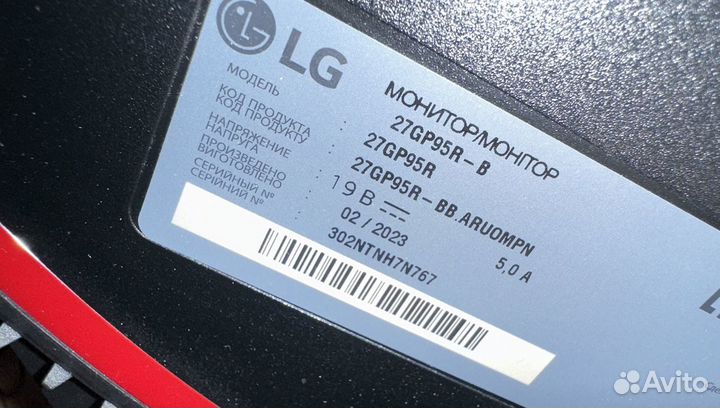 LG
МОНИТОР/МОНІТОР
МОДЕЛЬ : 27GP95R-B
27GP95R
КОД ПРОДУКТА
КОД ПРОДУКТУ : 27GP95R-BB.ARUOMPN
НАПРЯЖЕНИЕ
НАПРУГА : 19В 5,0 А
ПРОИЗВЕДЕНО
ВИГОТОВЛЕНО : 02/2023
СЕРИЙНЫЙ №
СЕРІЙНИЙ № : 302NTNH7N767
Avito